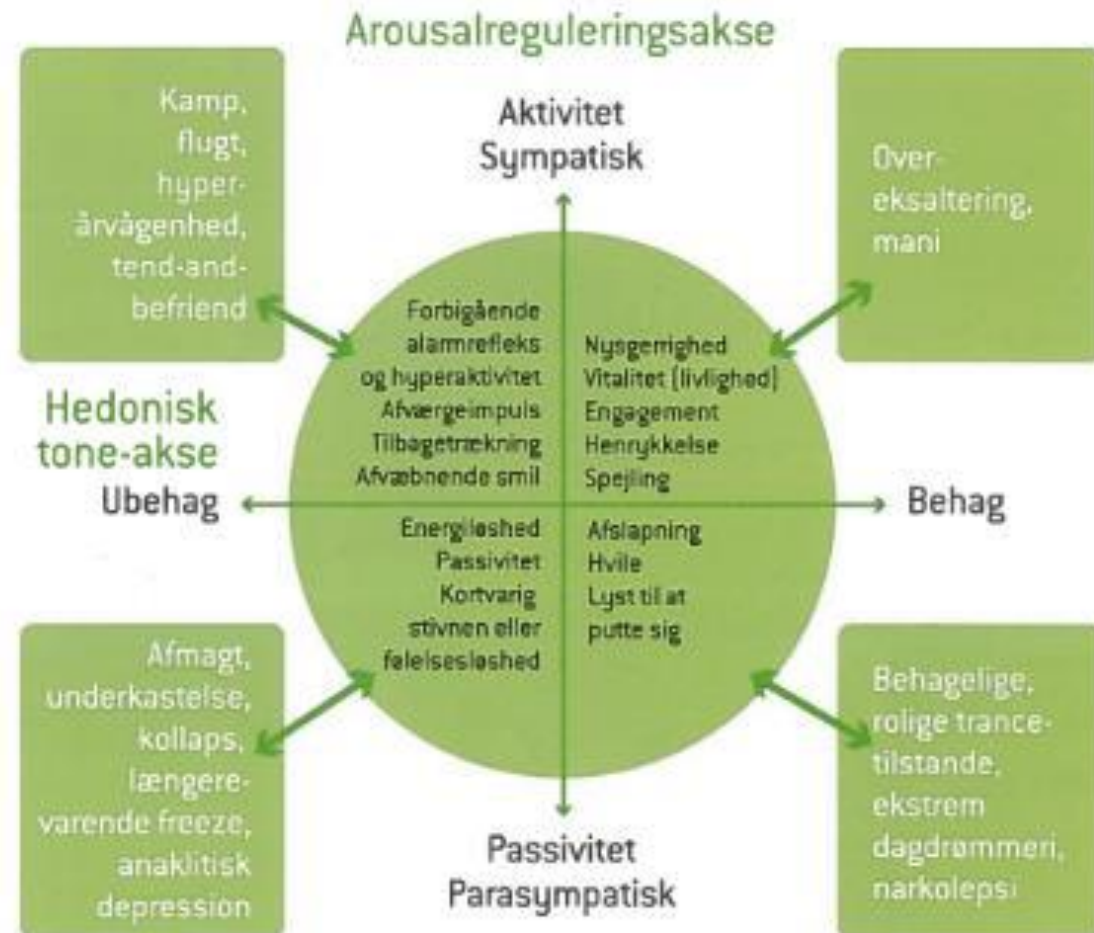 Arousalreguleringsakse
Kamp,
flugt,
hyper-
årvågenhed,
tend-and-
befriend
Aktivitet
Sympatisk
Over-
eksaltering,
mani
Forbigående
alarmrefleks
og hyperaktivitet
Afværgeimpuls
Tilbagetrækning
Afvæbnende smil
Nysgerrighed
Vitalitet (livlighed)
Engagement
Henrykkelse
Spejling
Hedonisk
tone-akse
Ubehag
Behag
Energiløshed
Passivitet
Kortvarig
stivnen eller
følelsesløshed
Afslapning
Hvile
Lyst til at
putte sig
Afmagt,
underkastelse,
kollaps,
længere-
varende freeze,
anaklitisk
depression
Behagelige,
rolige trance-
tilstande,
ekstrem
dagdrømmeri,
narkolepsi
Passivitet
Parasympatisk